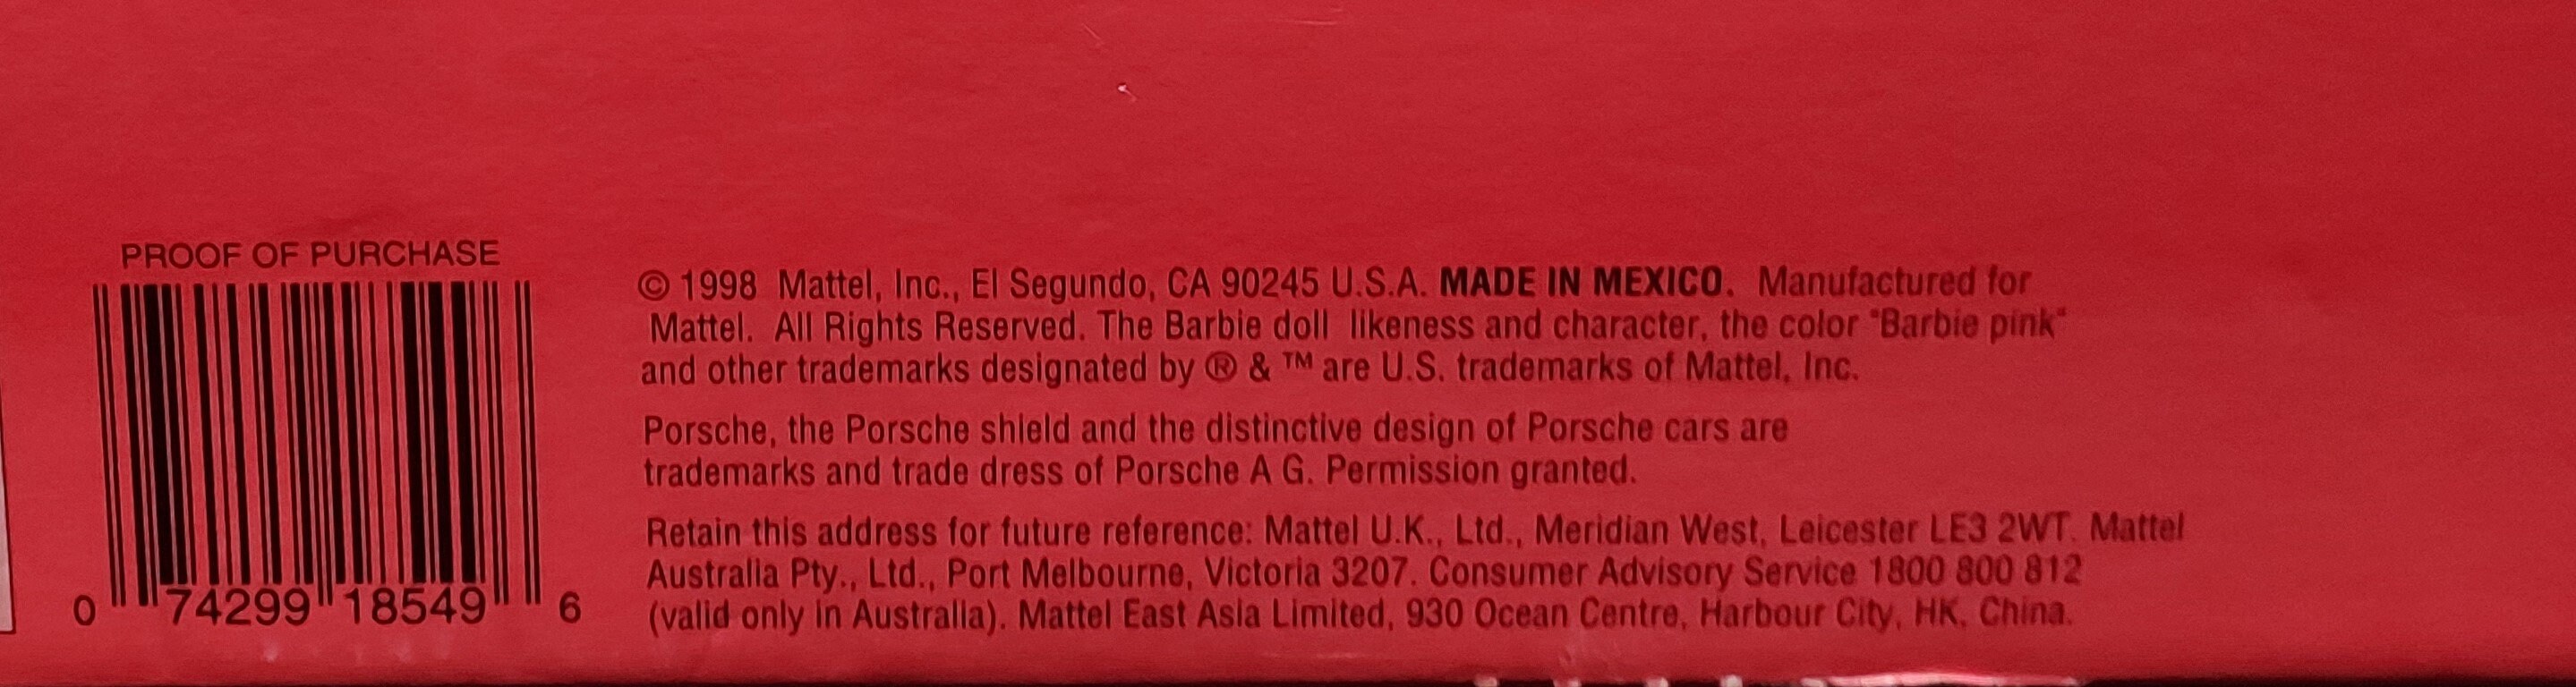 PROOF OF PURCHASE
0 74299 18549 6
© 1998 Mattel, Inc., El Segundo, CA 90245 U.S.A. MADE IN MEXICO. Manufactured for
Mattel. All Rights Reserved. The Barbie doll likeness and character, the color "Barbie pink"
and other trademarks designated by ® & ™ are U.S. trademarks of Mattel, Inc.
Porsche, the Porsche shield and the distinctive design of Porsche cars are
trademarks and trade dress of Porsche A G. Permission granted.
Retain this address for future reference: Mattel U.K., Ltd., Meridian West, Leicester LE3 2WT. Mattel
Australia Pty., Ltd., Port Melbourne, Victoria 3207. Consumer Advisory Service 1800 800 812
(valid only in Australia). Mattel East Asia Limited, 930 Ocean Centre, Harbour City, HK, China.